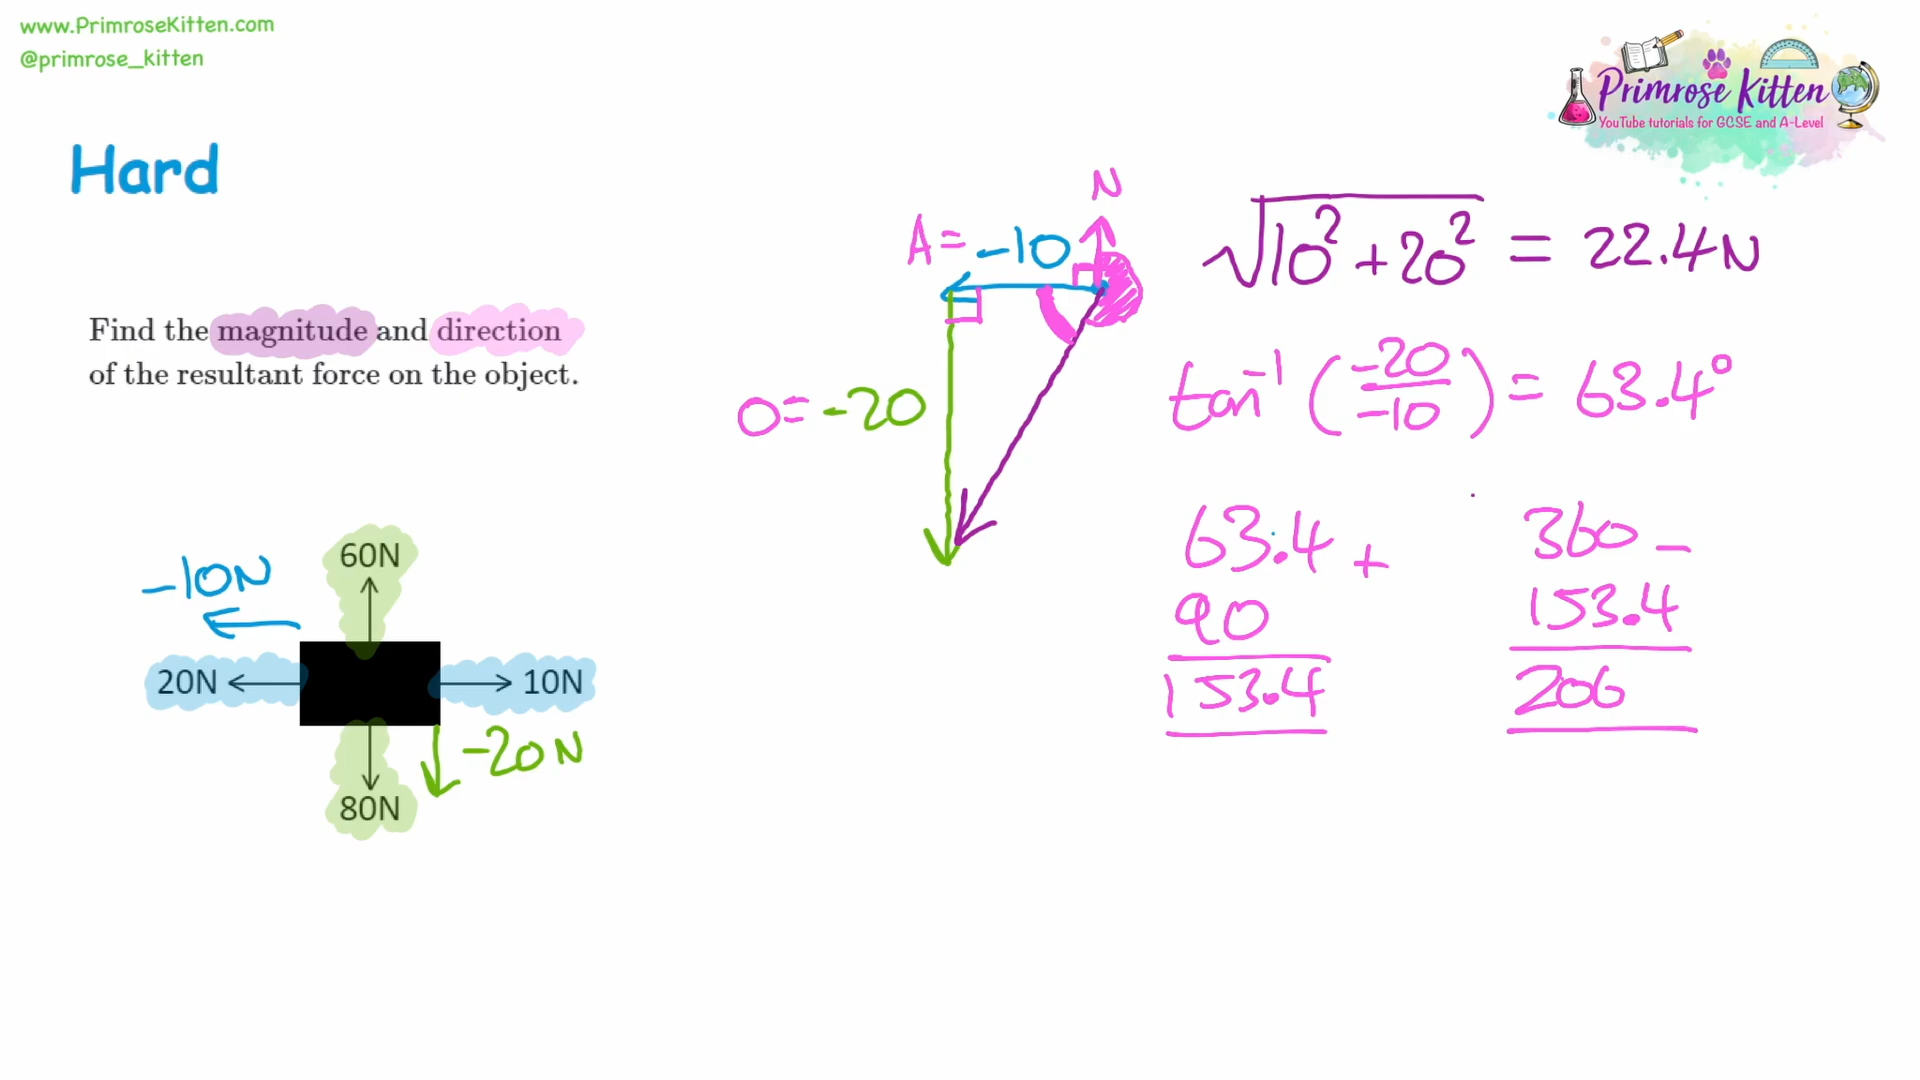 www.PrimroseKitten.com
@primrose_kitten
Primrose Kitten
YouTube tutorials for GCSE and A-Level
Hard
Find the magnitude and direction
of the resultant force on the object.
-10N
60N
20N
10N
-20N
80N
N
A= -10
O= -20
√10² + 20² = 22.4N
tan⁻¹ (-20/-10) = 63.4°
63.4 +
90
153.4
360 -
153.4
206